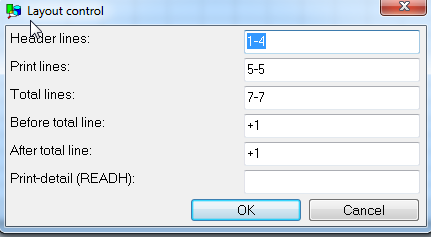 Layout control
Header lines: 1-4
Print lines: 5-5
Total lines: 7-7
Before total line: +1
After total line: +1
Print-detail (READH):
OK Cancel